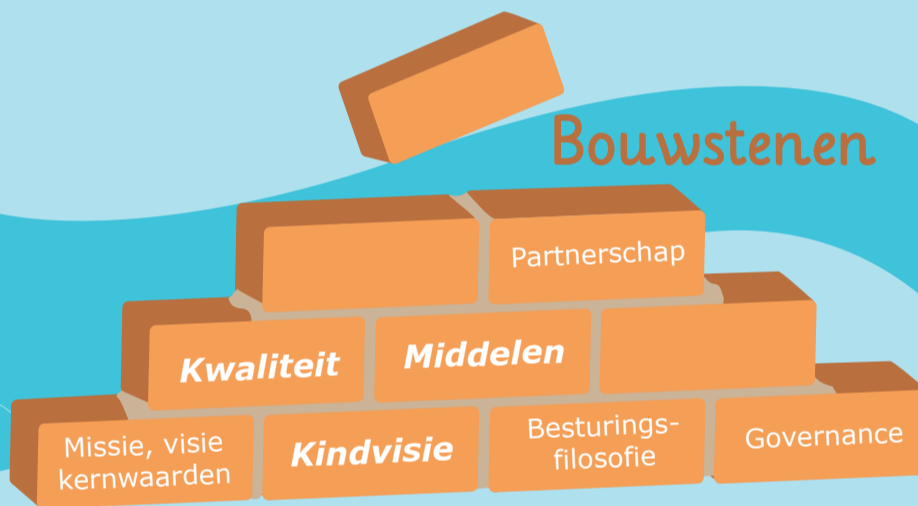 Bouwstenen
Partnerschap
Kwaliteit
Middelen
Missie, visie
kernwaarden
Kindvisie
Besturings-
filosofie
Governance